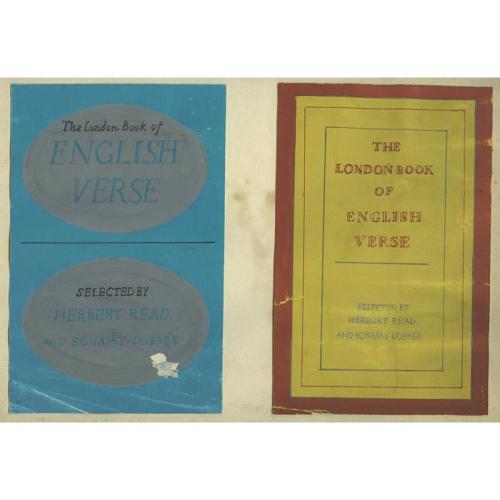 The London Book of
ENGLISH
VERSE
SELECTED BY
HERBERT READ
AND BONAMY DOBRÉE
THE
LONDON BOOK
OF
ENGLISH
VERSE
SELECTED BY
HERBERT READ
AND BONAMY DOBRÉE